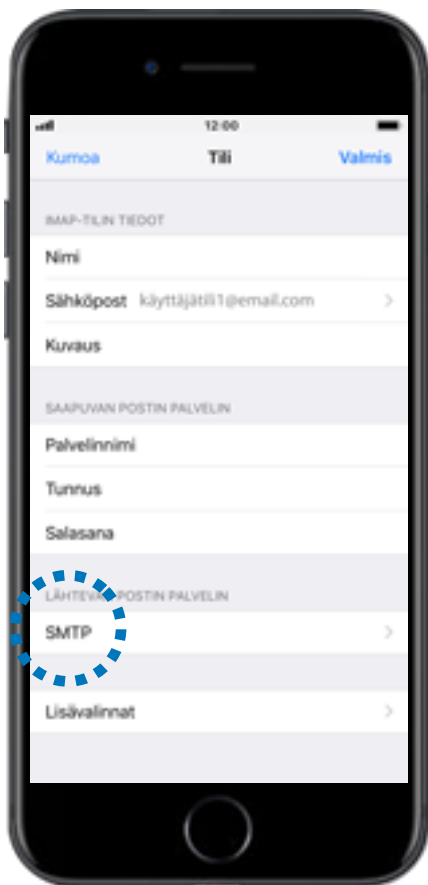 12:00
Kumoa Tili Valmis
IMAP-TILIN TIEDOT
Nimi
Sähköpost käyttäjätili1@email.com
Kuvaus
SAAPUVAN POSTIN PALVELIN
Palvelinnimi
Tunnus
Salasana
LÄHTEVÄN POSTIN PALVELIN
SMTP
Lisävalinnat